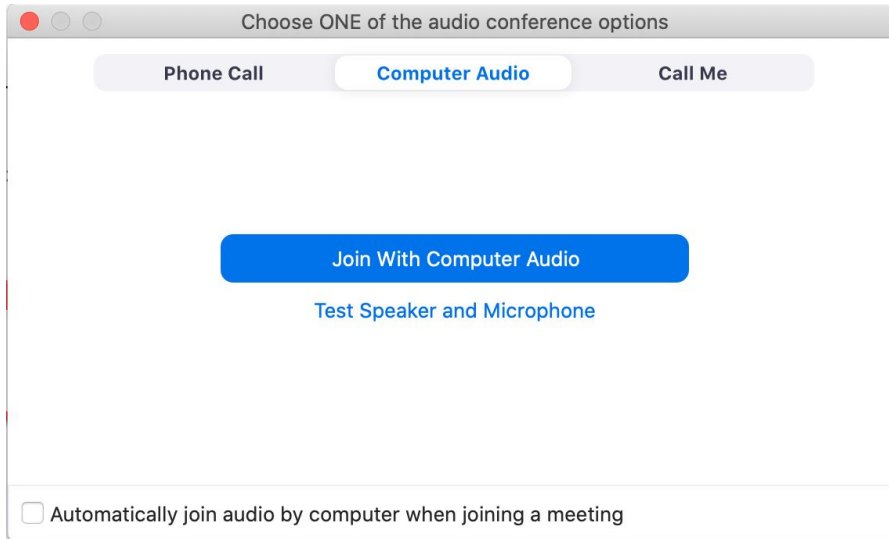 Choose ONE of the audio conference options
Phone Call Computer Audio Call Me
Join With Computer Audio
Test Speaker and Microphone
Automatically join audio by computer when joining a meeting